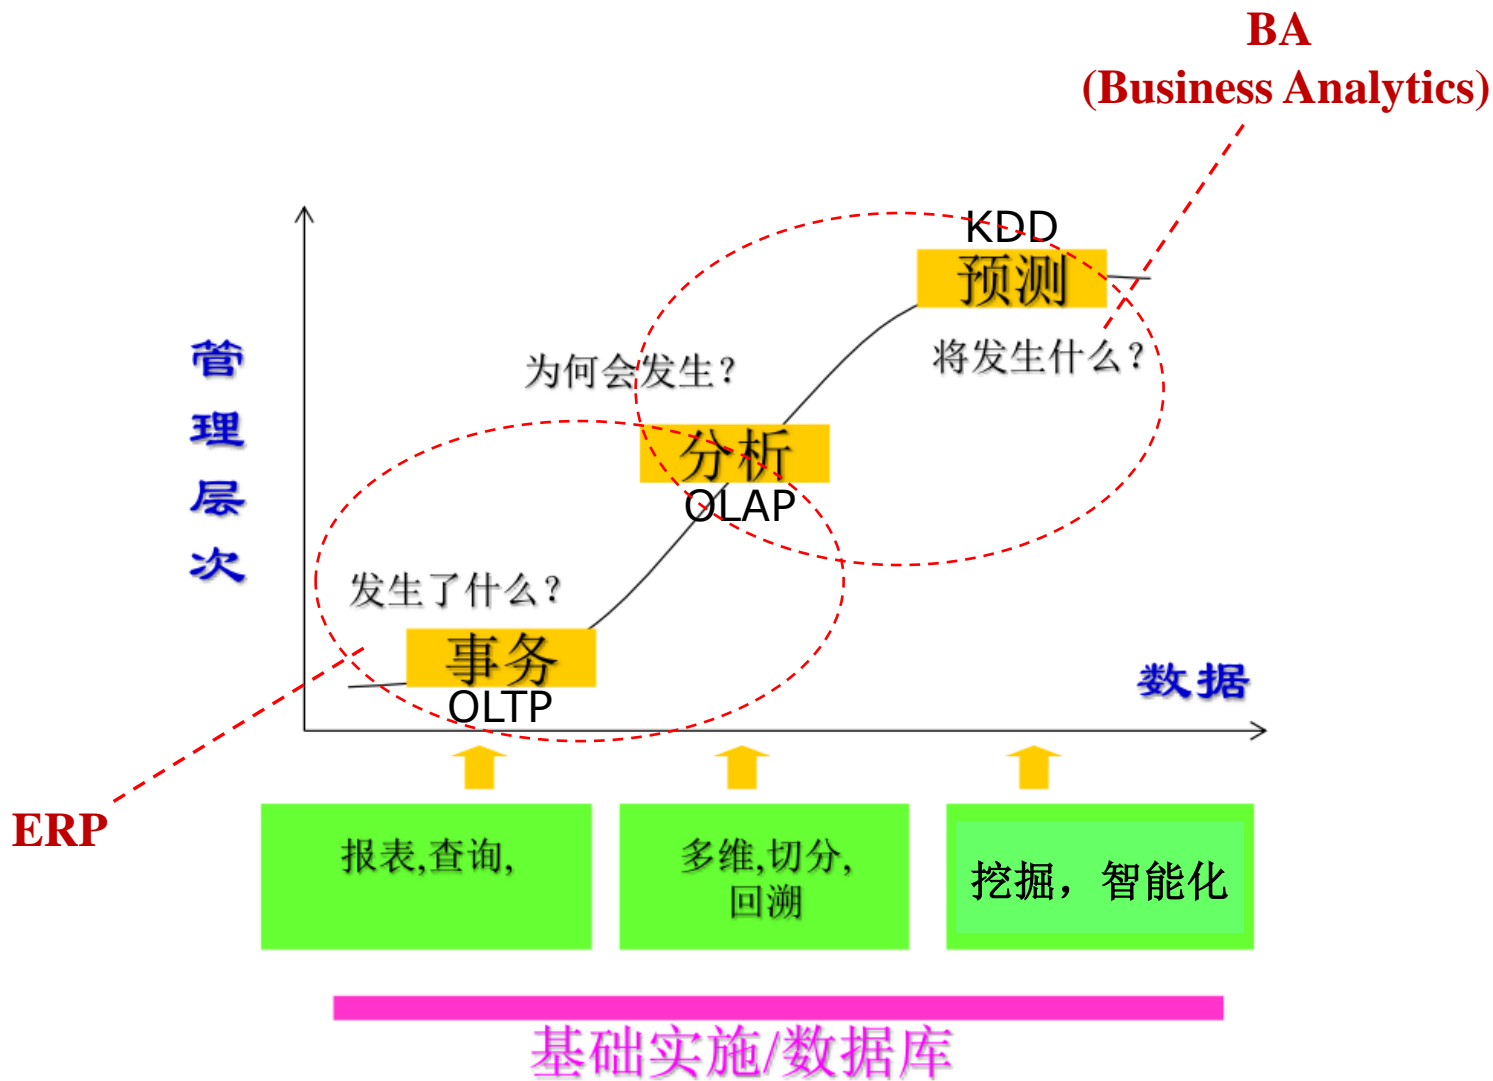 BA
(Business Analytics)
KDD
预测
将发生什么?
为何会发生?
分析
OLAP
发生了什么?
事务
OLTP
管理层次
数据
ERP
报表,查询,
多维,切分,
回溯
挖掘，智能化
基础实施/数据库